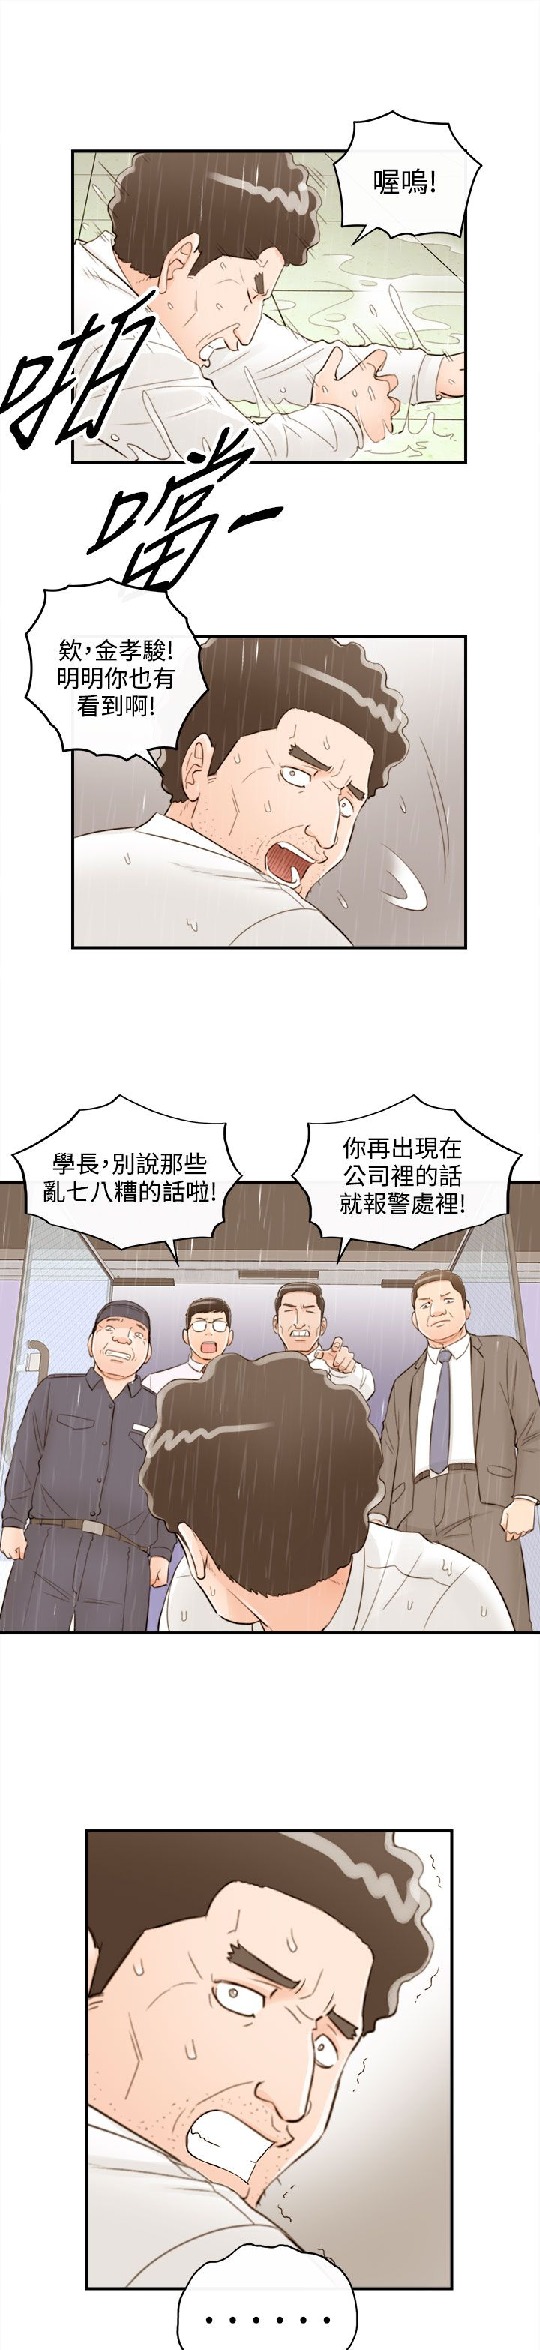 喔嗚!
啪
噹一
欸,金孝駿!
明明你也有
看到啊!
學長,別說那些
亂七八糟的話啦!
你再出現在
公司裡的話
就報警處裡!
······